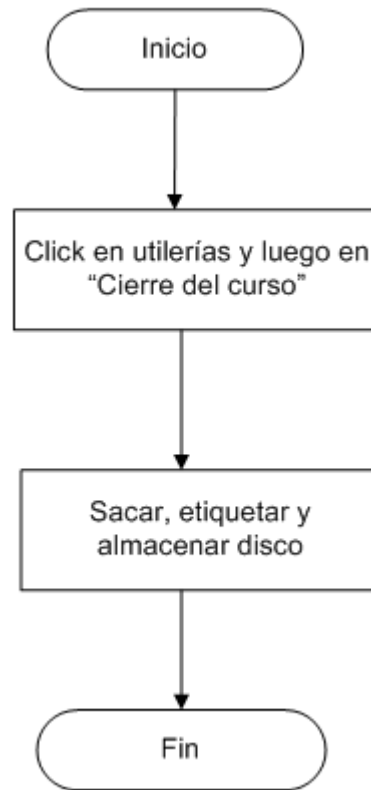 Inicio
Click en utilerías y luego en
“Cierre del curso”
Sacar, etiquetar y
almacenar disco
Fin